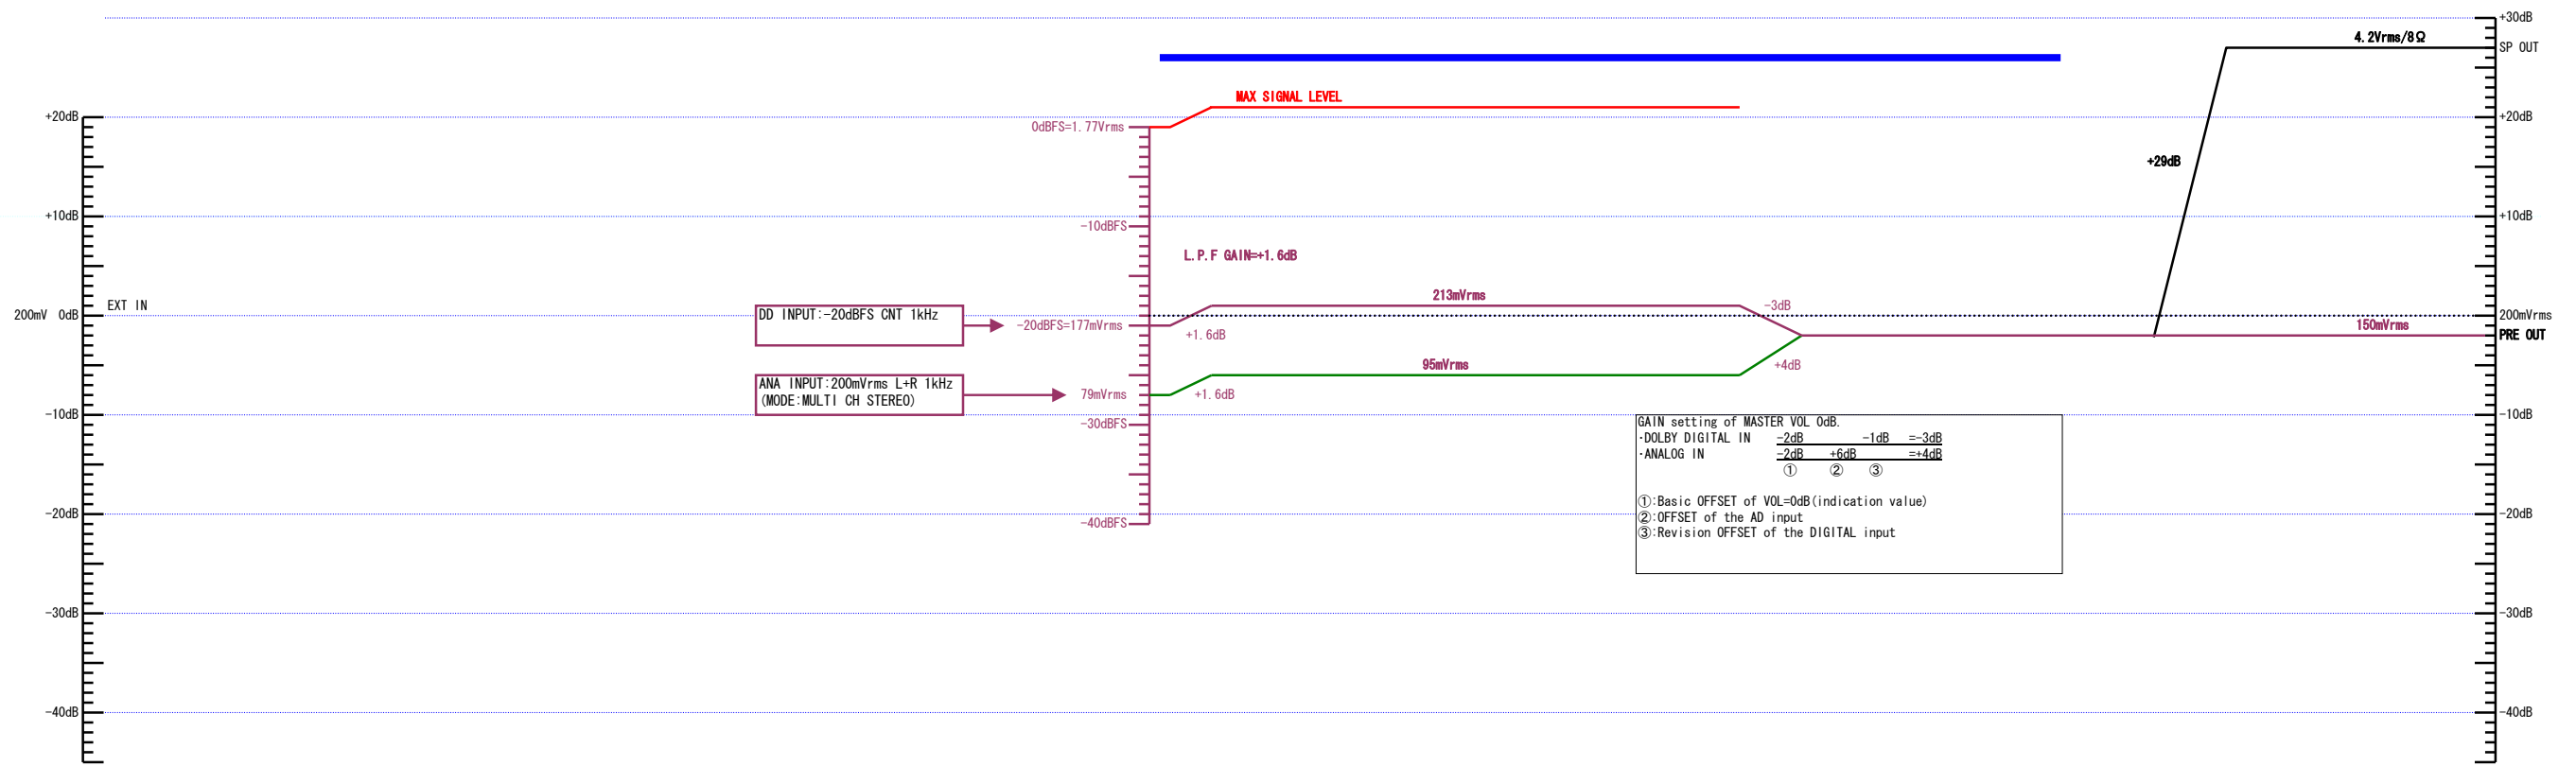 +30dB
4.2Vrms/8Ω
SP OUT
MAX SIGNAL LEVEL
+20dB
0dBFS=1.77Vrms
+20dB
+29dB
+10dB
-10dBFS
+10dB
L.P.F GAIN=+1.6dB
EXT IN
213mVrms
-3dB
200mV 0dB
DD INPUT:-20dBFS CNT 1kHz
-20dBFS=177mVrms
+1.6dB
200mVrms
150mVrms
PRE OUT
95mVrms
+4dB
ANA INPUT:200mVrms L+R 1kHz
(MODE:MULTI CH STEREO)
79mVrms
+1.6dB
-10dB
-30dBFS
-10dB
GAIN setting of MASTER VOL 0dB.
・DOLBY DIGITAL IN -2dB -1dB =-3dB
・ANALOG IN -2dB +6dB =+4dB
① ② ③
①:Basic OFFSET of VOL=0dB(indication value)
②:OFFSET of the AD input
③:Revision OFFSET of the DIGITAL input
-20dB
-40dBFS
-20dB
-30dB
-30dB
-40dB
-40dB